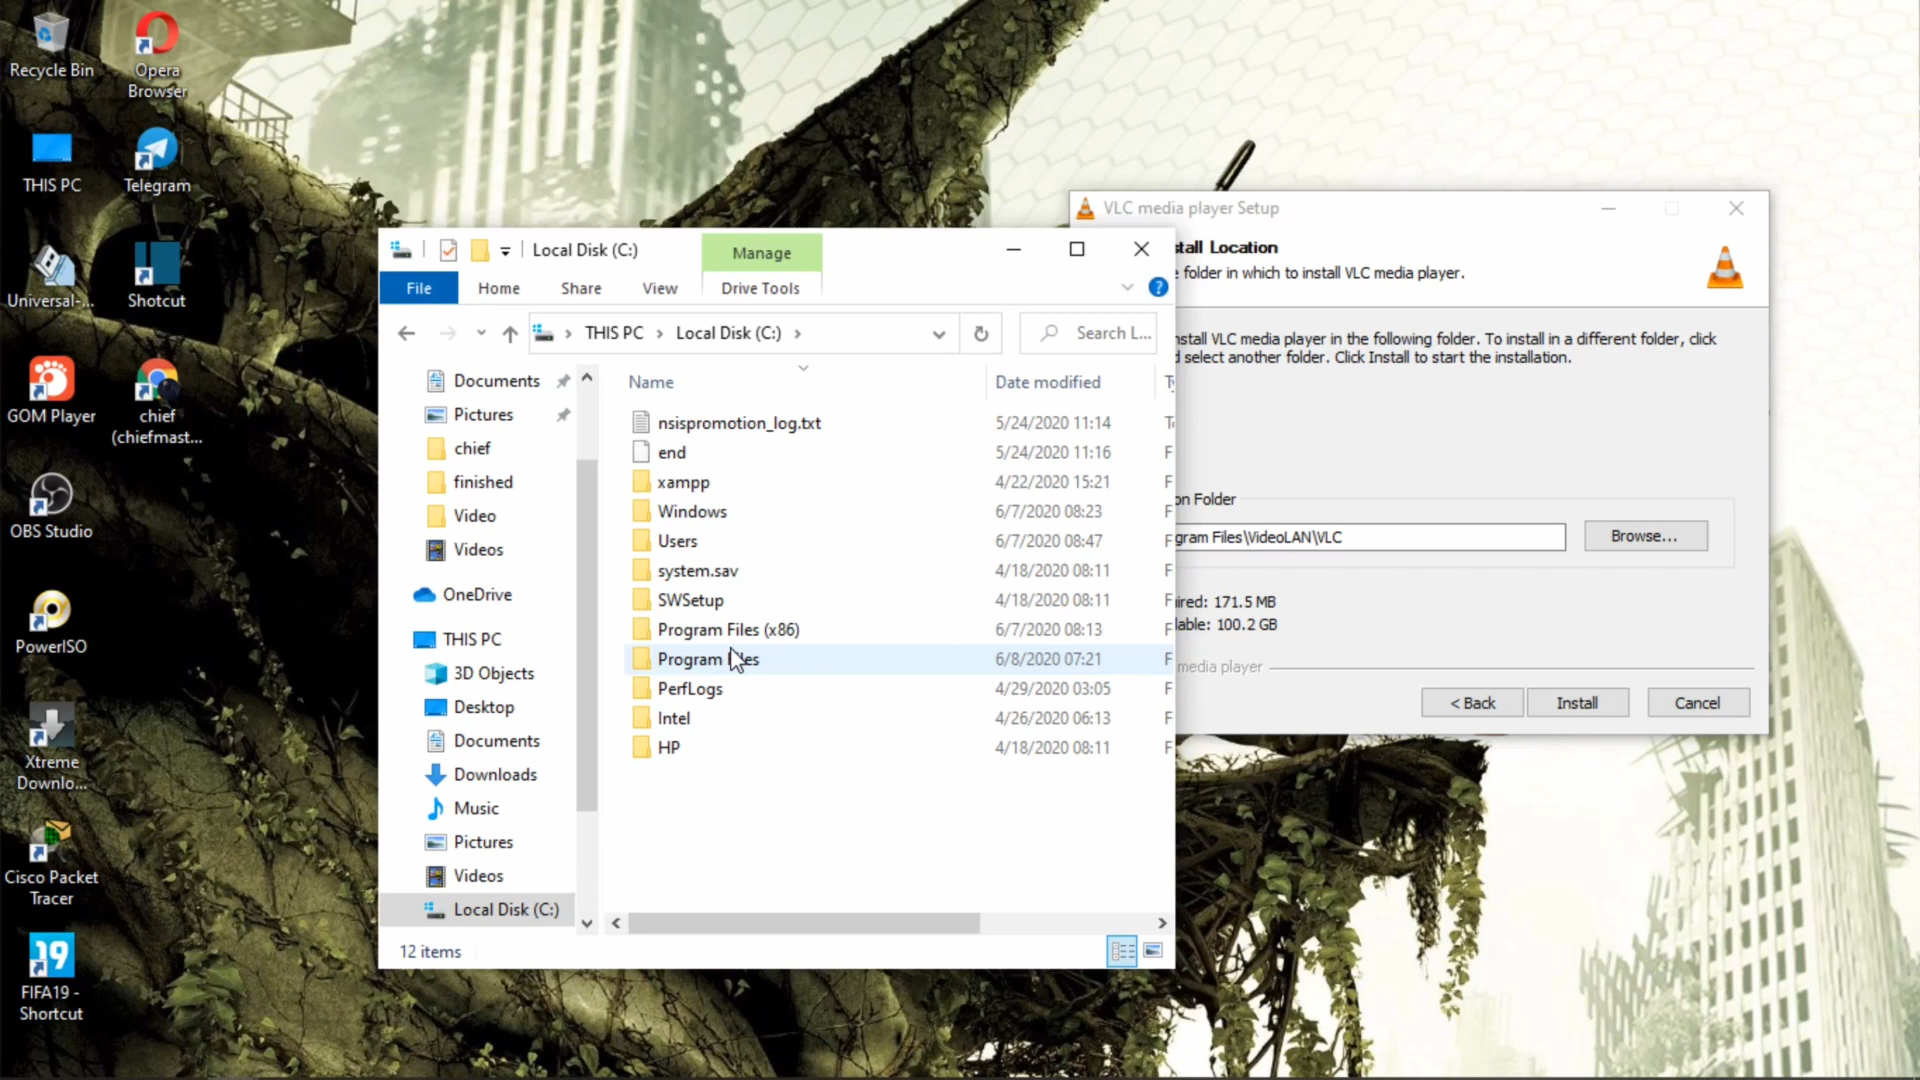 Recycle Bin
Opera
Browser
THIS PC
Telegram
Universal-...
Shotcut
GOM Player
chief
(chiefmast...
OBS Studio
PowerISO
Xtreme
Downlo...
Cisco Packet
Tracer
19
FIFA19 -
Shortcut
Local Disk (C:)
Manage
File
Home
Share
View
Drive Tools
THIS PC
Local Disk (C:)
Search L...
Documents
Pictures
chief
finished
Video
Videos
OneDrive
THIS PC
3D Objects
Desktop
Documents
Downloads
Music
Pictures
Videos
Local Disk (C:)
Name
Date modified
nsispromotion_log.txt
5/24/2020 11:14
end
5/24/2020 11:16
F
xampp
4/22/2020 15:21
F
Windows
6/7/2020 08:23
F
Users
6/7/2020 08:47
F
system.sav
4/18/2020 08:11
F
SWSetup
4/18/2020 08:11
F
Program Files (x86)
6/7/2020 08:13
F
Program Files
6/8/2020 07:21
F
PerfLogs
4/29/2020 03:05
F
Intel
4/26/2020 06:13
F
HP
4/18/2020 08:11
F
12 items
VLC media player Setup
stall Location
folder in which to install VLC media player.
nstall VLC media player in the following folder. To install in a different folder, click
select another folder. Click Install to start the installation.
on Folder
gram Files\VideoLAN\VLC
Browse...
ired: 171.5 MB
lable: 100.2 GB
media player
< Back
Install
Cancel